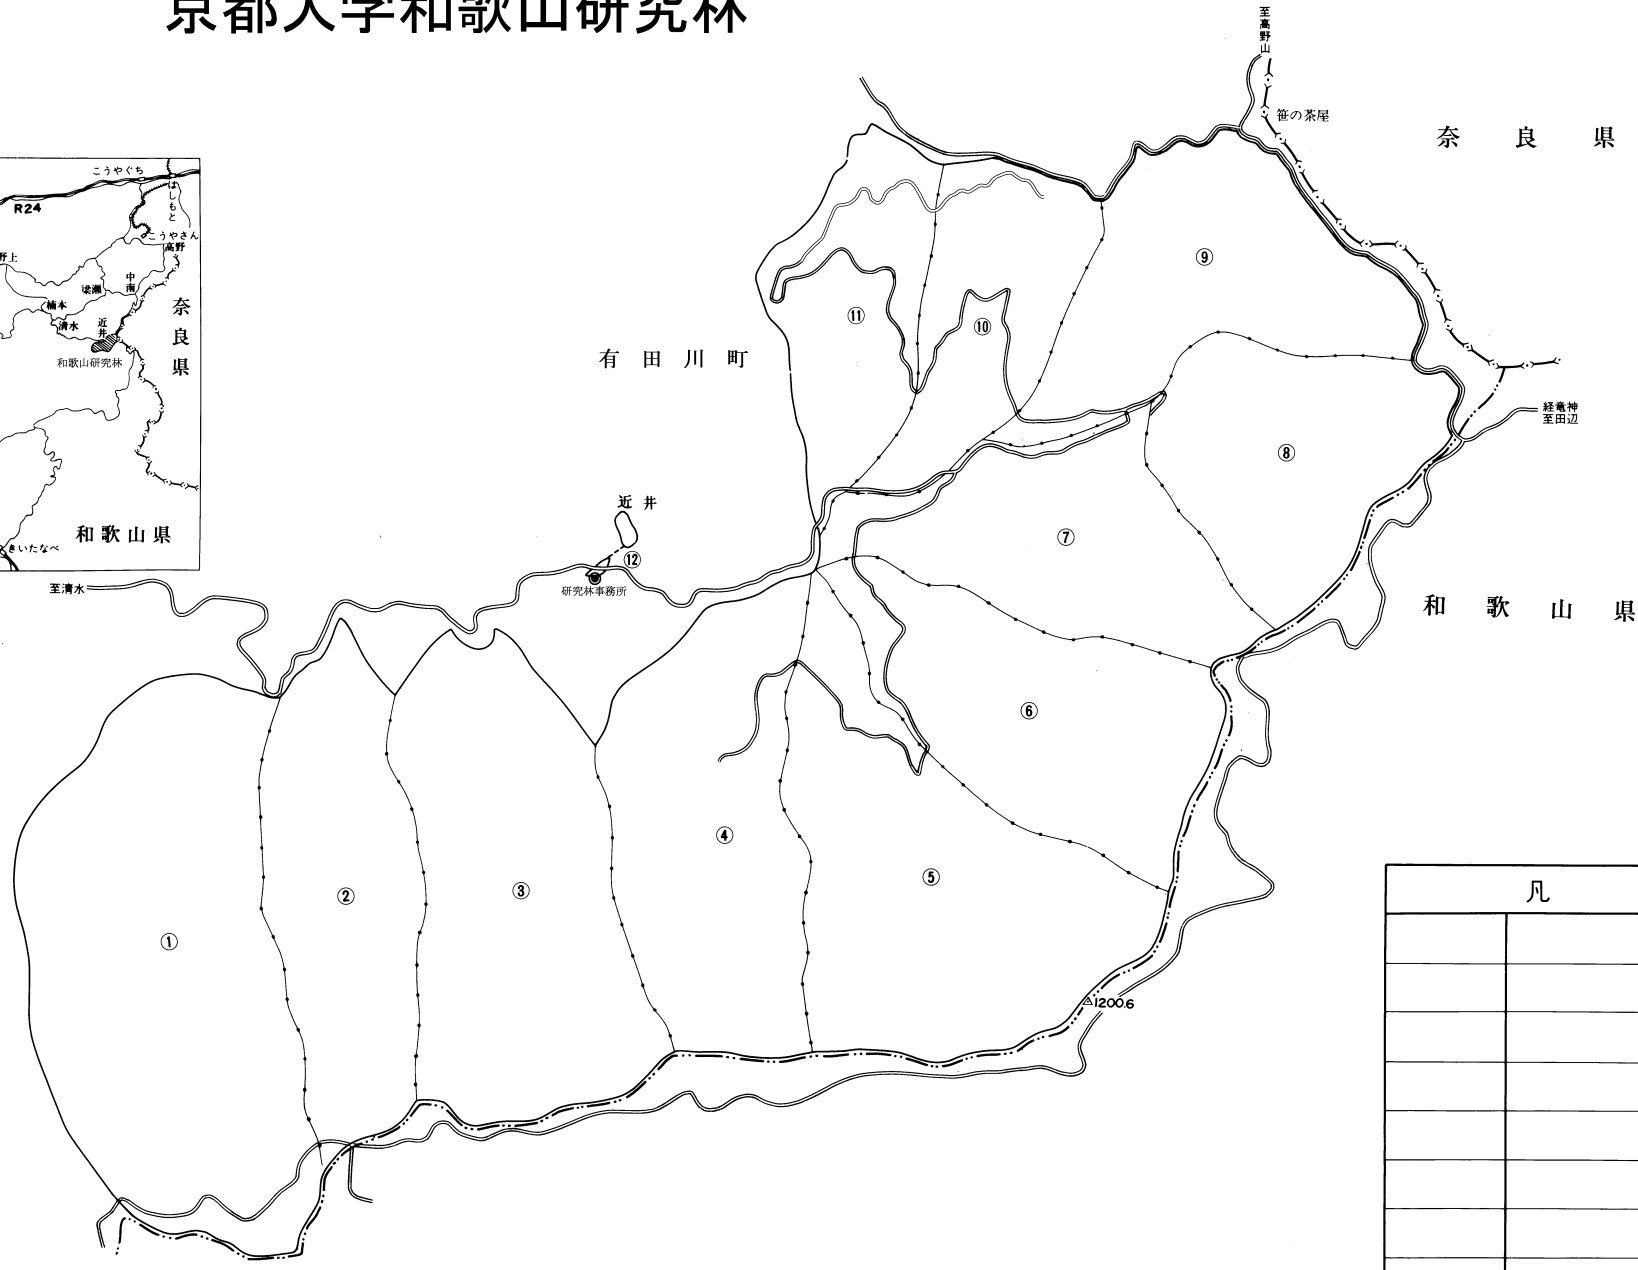 京都大学和歌山研究林
至高野山
笹の茶屋
奈良県
こうやぐち
はしもと
R24
こうやさん
高野
野上
中南
梁瀬
楠本
清水
近井
奈良県
和歌山研究林
和歌山県
きいたなべ
有田川町
⑨
⑪
⑩
経竜神
至田辺
⑧
近井
⑫
研究林事務所
至清水
⑦
和歌山県
⑥
④
⑤
②
③
①
1200.6
凡